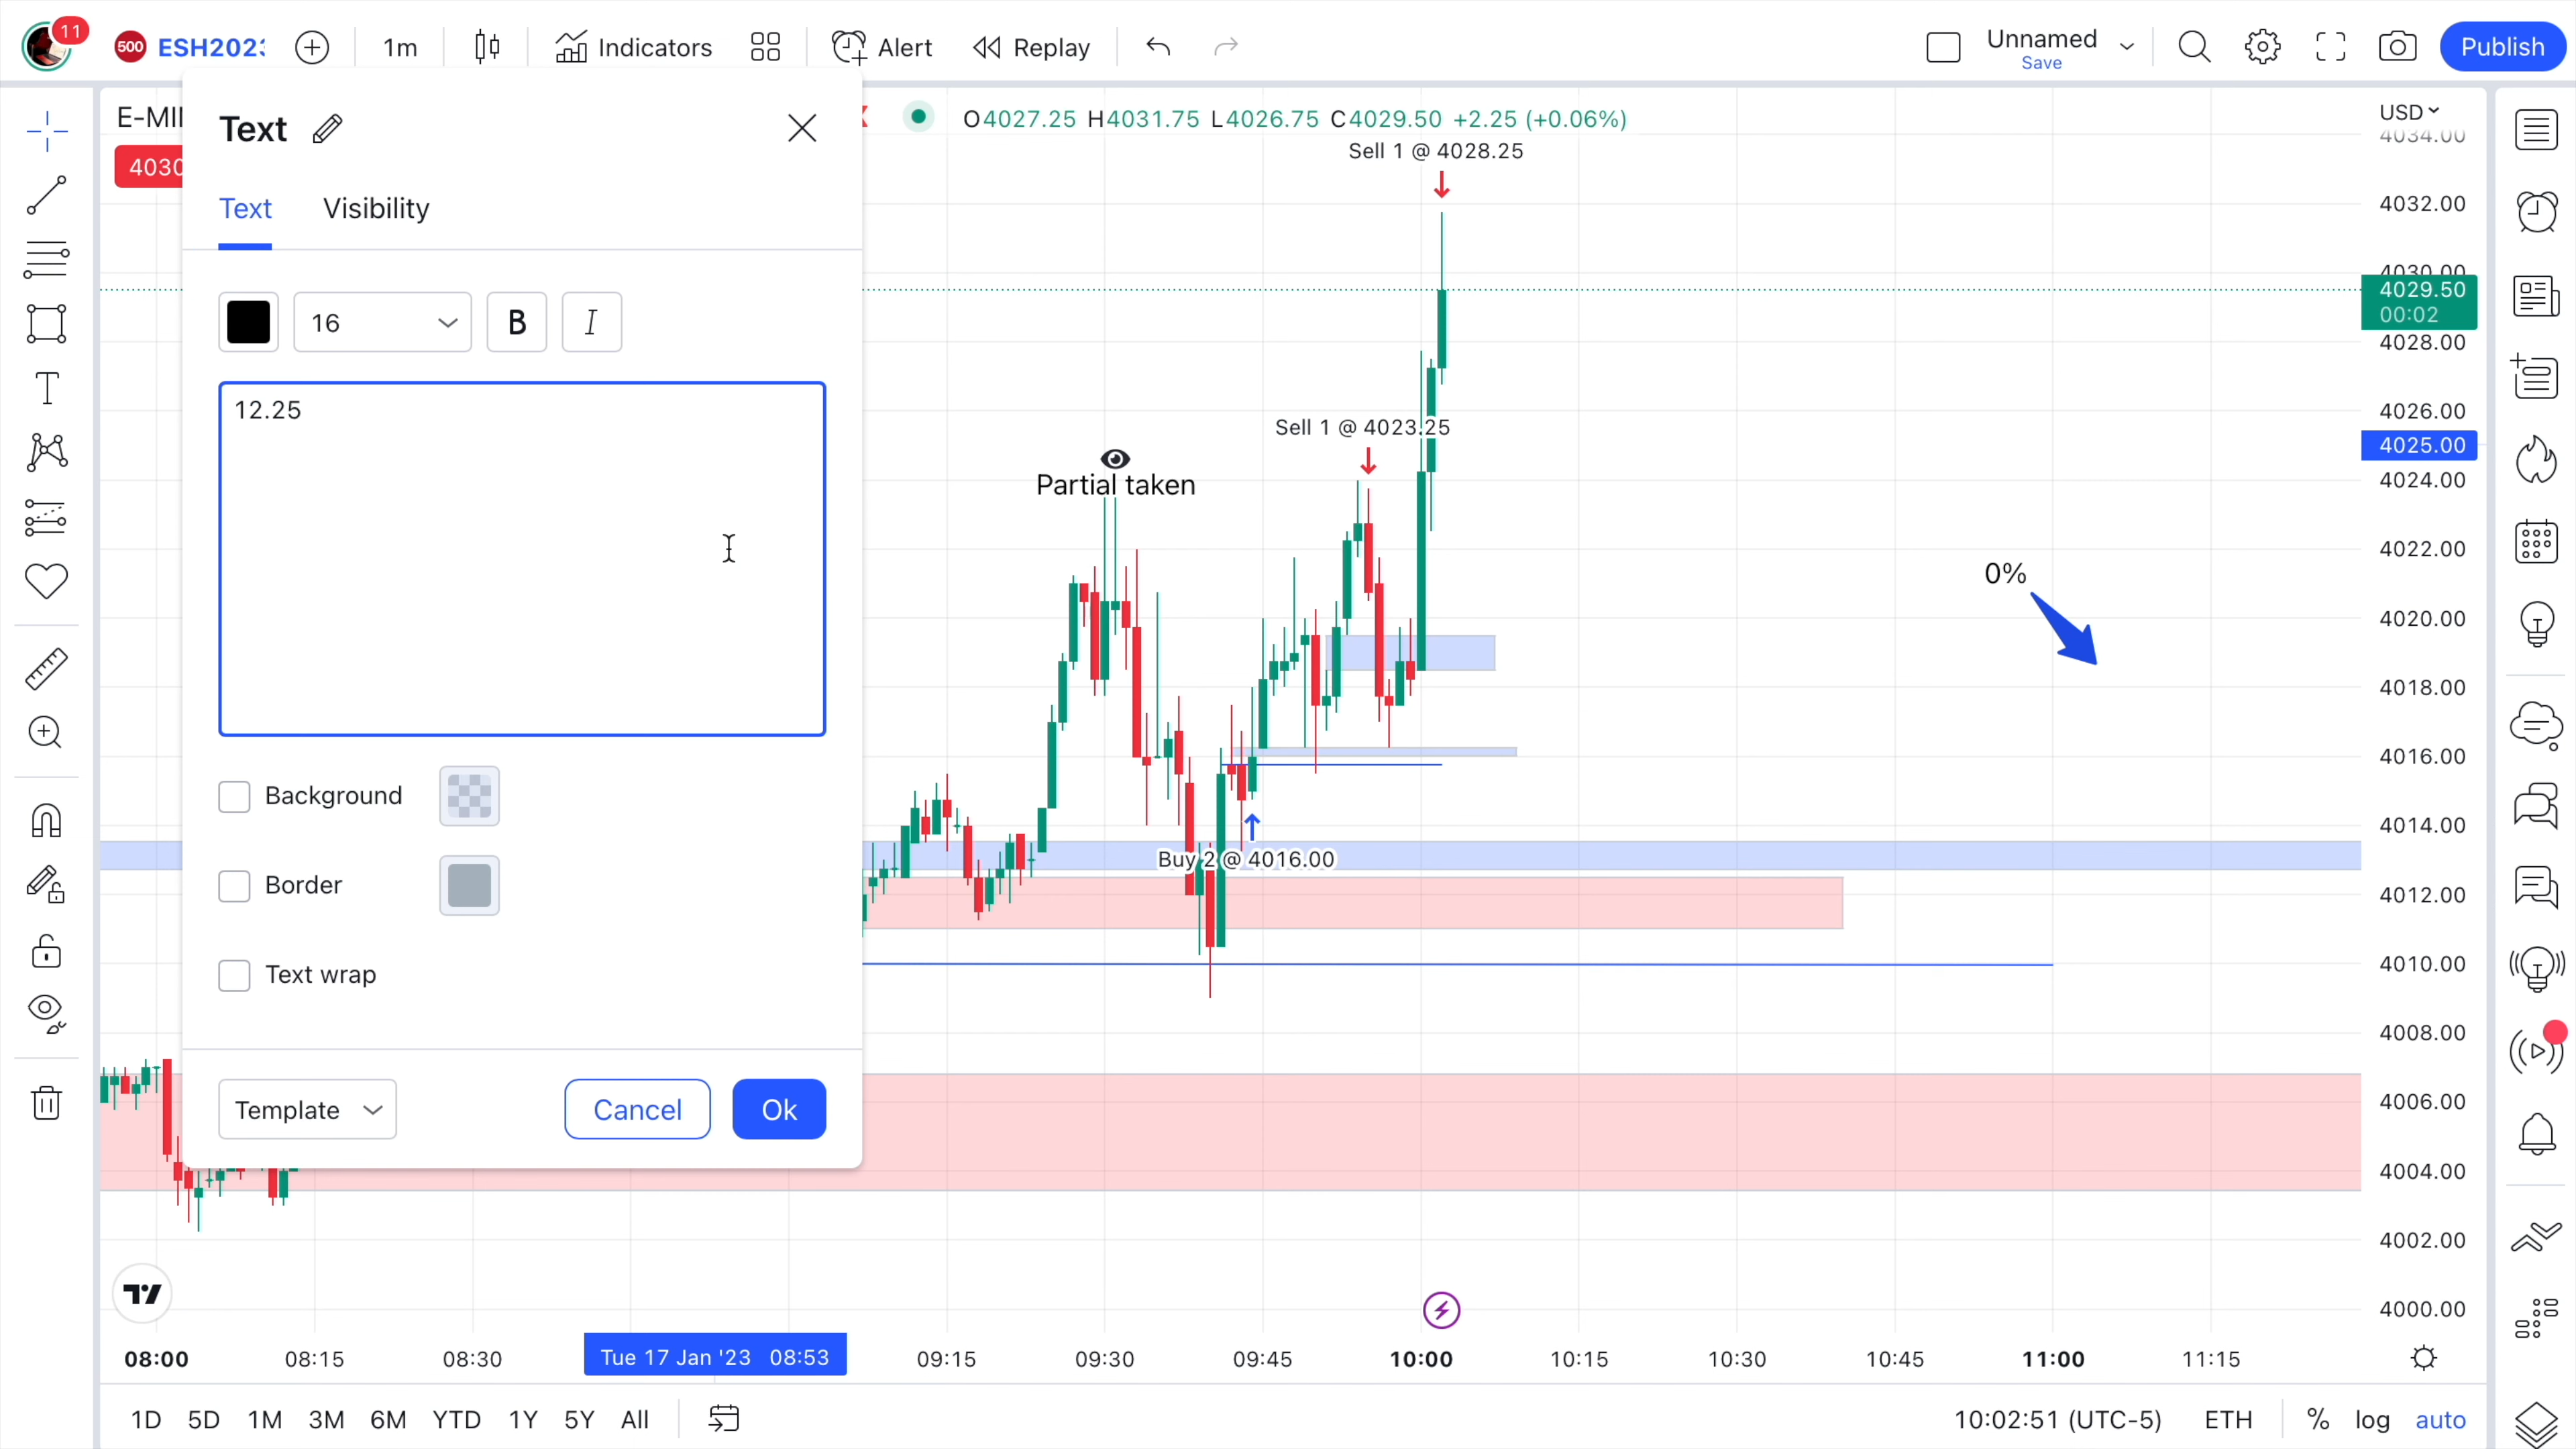 11
500 ESH2023
1m
Indicators
Alert
Replay
Unnamed
Save
Publish
E-MI
O4027.25 H4031.75 L4026.75 C4029.50 +2.25 (+0.06%)
USD
4030
Text
Text
Visibility
16
B
I
12.25
Background
Border
Text wrap
Template
Cancel
Ok
Sell 1 @ 4028.25
Sell 1 @ 4023.25
Partial taken
0%
Buy 2 @ 4016.00
4034.00
4032.00
4030.00
4029.50
00:02
4028.00
4026.00
4025.00
4024.00
4022.00
4020.00
4018.00
4016.00
4014.00
4012.00
4010.00
4008.00
4006.00
4004.00
4002.00
4000.00
08:00
08:15
08:30
Tue 17 Jan '23 08:53
09:15
09:30
09:45
10:00
10:15
10:30
10:45
11:00
11:15
1D 5D 1M 3M 6M YTD 1Y 5Y All
10:02:51 (UTC-5)
ETH
%
log
auto